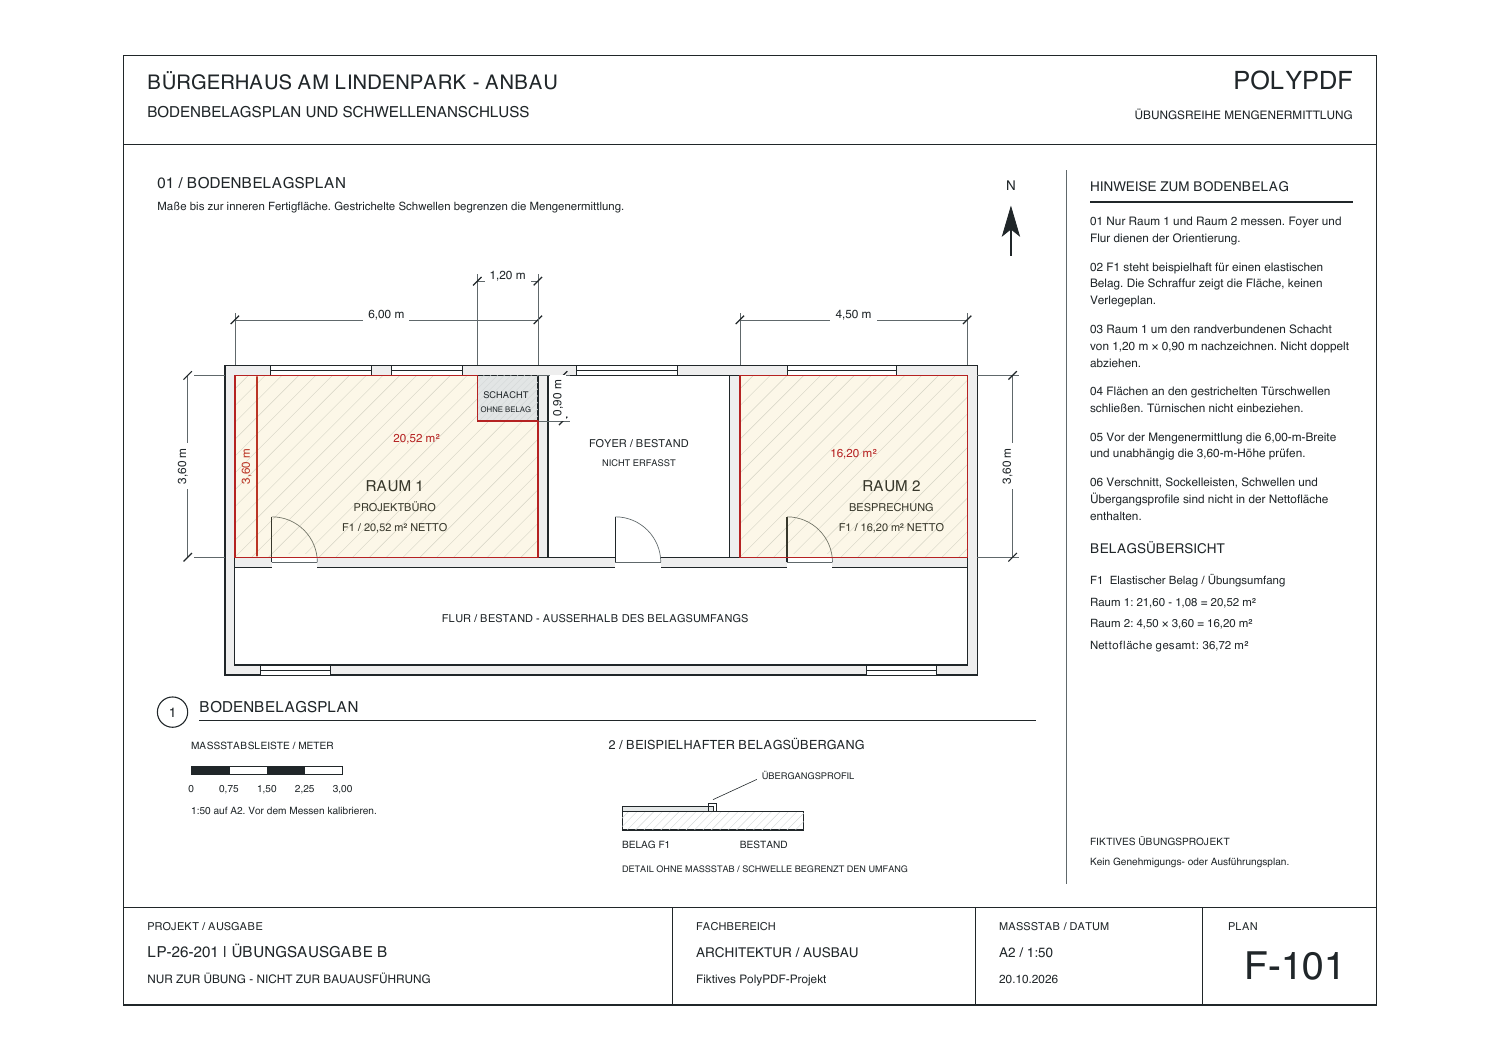 BÜRGERHAUS AM LINDENPARK - ANBAU
BODENBELAGSPLAN UND SCHWELLENANSCHLUSS
POLYPDF
ÜBUNGSREIHE MENGENERMITTLUNG
01 / BODENBELAGSPLAN
Maße bis zur inneren Fertigfläche. Gestrichelte Schwellen begrenzen die Mengenermittlung.
N
1,20 m
6,00 m
4,50 m
3,60 m
3,60 m
SCHACHT
OHNE BELAG
0,90 m
20,52 m²
RAUM 1
PROJEKTBÜRO
F1 / 20,52 m² NETTO
FOYER / BESTAND
NICHT ERFASST
16,20 m²
RAUM 2
BESPRECHUNG
F1 / 16,20 m² NETTO
3,60 m
FLUR / BESTAND - AUSSERHALB DES BELAGSUMFANGS
1
BODENBELAGSPLAN
MASSSTABSLEISTE / METER
0 0,75 1,50 2,25 3,00
1:50 auf A2. Vor dem Messen kalibrieren.
2 / BEISPIELHAFTER BELAGSÜBERGANG
ÜBERGANGSPROFIL
BELAG F1
BESTAND
DETAIL OHNE MASSSTAB / SCHWELLE BEGRENZT DEN UMFANG
HINWEISE ZUM BODENBELAG
01 Nur Raum 1 und Raum 2 messen. Foyer und
Flur dienen der Orientierung.
02 F1 steht beispielhaft für einen elastischen
Belag. Die Schraffur zeigt die Fläche, keinen
Verlegeplan.
03 Raum 1 um den randverbundenen Schacht
von 1,20 m × 0,90 m nachzeichnen. Nicht doppelt
abziehen.
04 Flächen an den gestrichelten Türschwellen
schließen. Türnischen nicht einbeziehen.
05 Vor der Mengenermittlung die 6,00-m-Breite
und unabhängig die 3,60-m-Höhe prüfen.
06 Verschnitt, Sockelleisten, Schwellen und
Übergangsprofile sind nicht in der Nettofläche
enthalten.
BELAGSÜBERSICHT
F1 Elastischer Belag / Übungsumfang
Raum 1: 21,60 - 1,08 = 20,52 m²
Raum 2: 4,50 × 3,60 = 16,20 m²
Nettofläche gesamt: 36,72 m²
FIKTIVES ÜBUNGSPROJEKT
Kein Genehmigungs- oder Ausführungsplan.
PROJEKT / AUSGABE
LP-26-201 | ÜBUNGSAUSGABE B
NUR ZUR ÜBUNG - NICHT ZUR BAUAUSFÜHRUNG
FACHBEREICH
ARCHITEKTUR / AUSBAU
Fiktives PolyPDF-Projekt
MASSSTAB / DATUM
A2 / 1:50
20.10.2026
PLAN
F-101